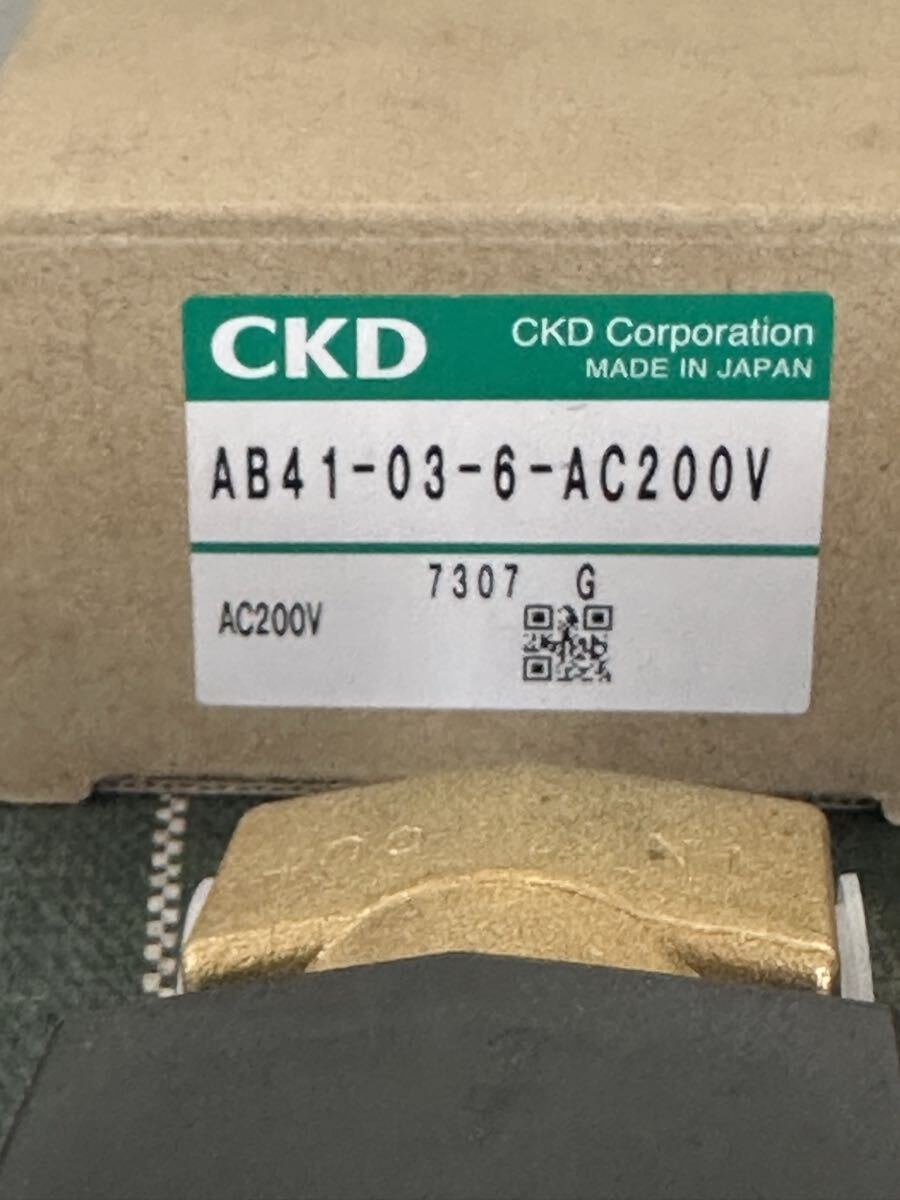 CKD
CKD Corporation
MADE IN JAPAN
AB41-03-6-AC200V
7307 G
AC200V